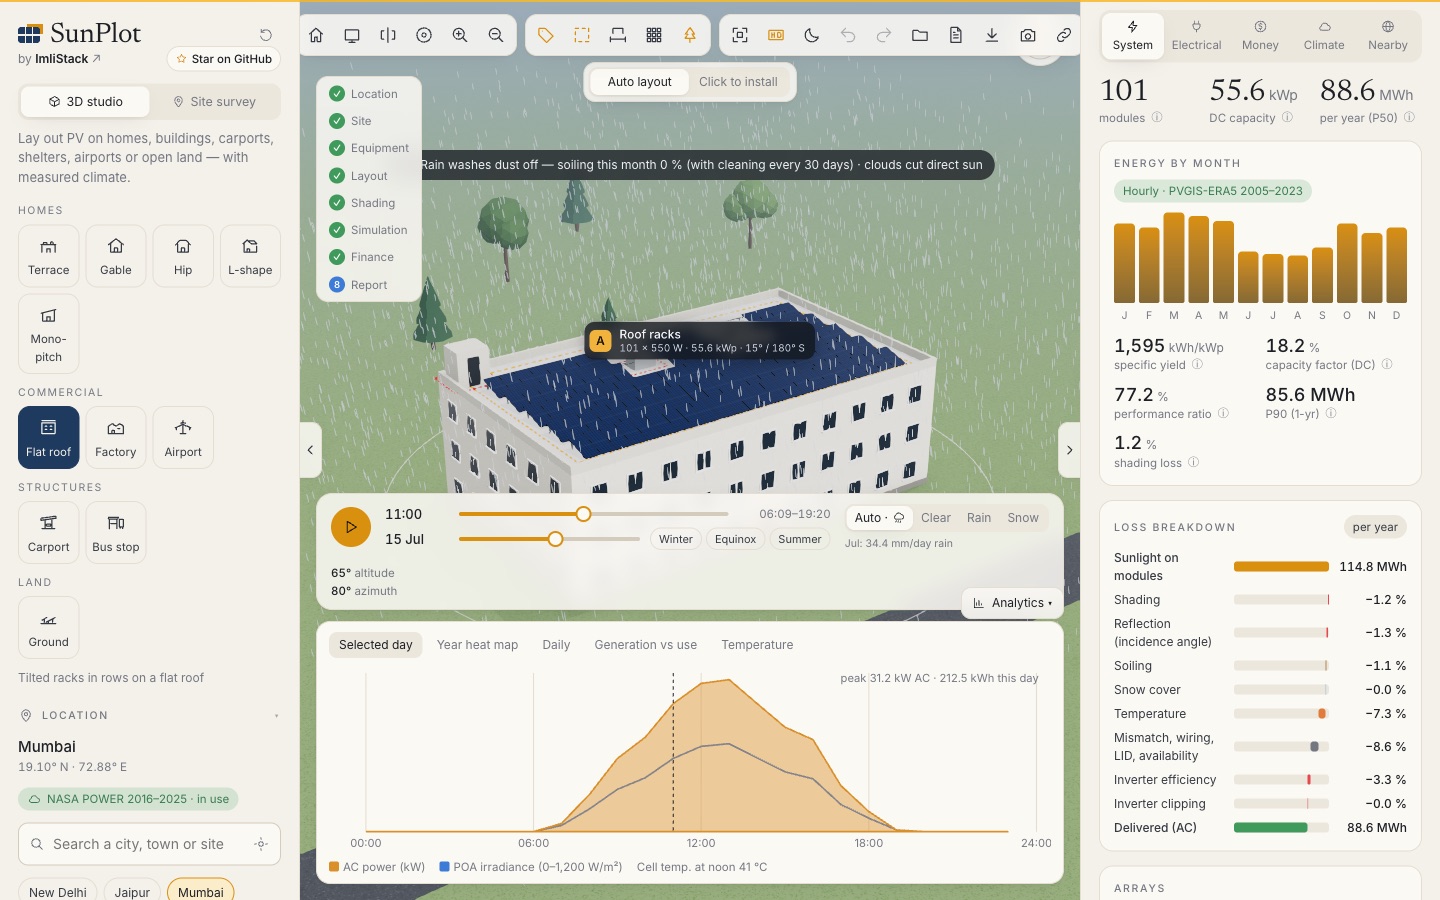 SunPlot
by ImliStack ↗
Star on GitHub
3D studio
Site survey
Lay out PV on homes, buildings, carports,
shelters, airports or open land — with
measured climate.
HOMES
Terrace
Gable
Hip
L-shape
Mono-
pitch
COMMERCIAL
Flat roof
Factory
Airport
STRUCTURES
Carport
Bus stop
LAND
Ground
Tilted racks in rows on a flat roof
LOCATION
Mumbai
19.10° N · 72.88° E
NASA POWER 2016–2025 · in use
Search a city, town or site
New Delhi
Jaipur
Mumbai
HD
Auto layout
Click to install
Location
Site
Equipment
Layout
Shading
Simulation
Finance
8 Report
Rain washes dust off — soiling this month 0 % (with cleaning every 30 days) · clouds cut direct sun
A
Roof racks
101 × 550 W · 55.6 kWp · 15° / 180° S
11:00
06:09–19:20
15 Jul
Winter
Equinox
Summer
Auto ·
Clear
Rain
Snow
Jul: 34.4 mm/day rain
65° altitude
80° azimuth
Analytics
Selected day
Year heat map
Daily
Generation vs use
Temperature
peak 31.2 kW AC · 212.5 kWh this day
00:00
06:00
12:00
18:00
24:00
AC power (kW)
POA irradiance (0–1,200 W/m²)
Cell temp. at noon 41 °C
System
Electrical
Money
Climate
Nearby
101
modules
55.6 kWp
DC capacity
88.6 MWh
per year (P50)
ENERGY BY MONTH
Hourly · PVGIS-ERA5 2005–2023
J F M A M J J A S O N D
1,595 kWh/kWp
specific yield
18.2 %
capacity factor (DC)
77.2 %
performance ratio
85.6 MWh
P90 (1-yr)
1.2 %
shading loss
LOSS BREAKDOWN
per year
Sunlight on
modules
114.8 MWh
Shading
−1.2 %
Reflection
(incidence angle)
−1.3 %
Soiling
−1.1 %
Snow cover
−0.0 %
Temperature
−7.3 %
Mismatch, wiring,
LID, availability
−8.6 %
Inverter efficiency
−3.3 %
Inverter clipping
−0.0 %
Delivered (AC)
88.6 MWh
ARRAYS